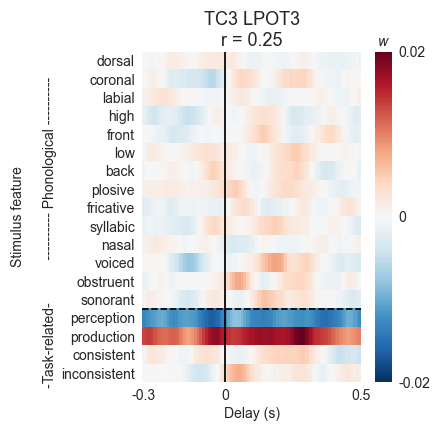 TC3 LPOT3
r = 0.25
w
Stimulus feature
---------- Phonological ----------
-Task-related-
dorsal
coronal
labial
high
front
low
back
plosive
fricative
syllabic
nasal
voiced
obstruent
sonorant
perception
production
consistent
inconsistent
-0.3
0
0.5
Delay (s)
0.02
0
-0.02